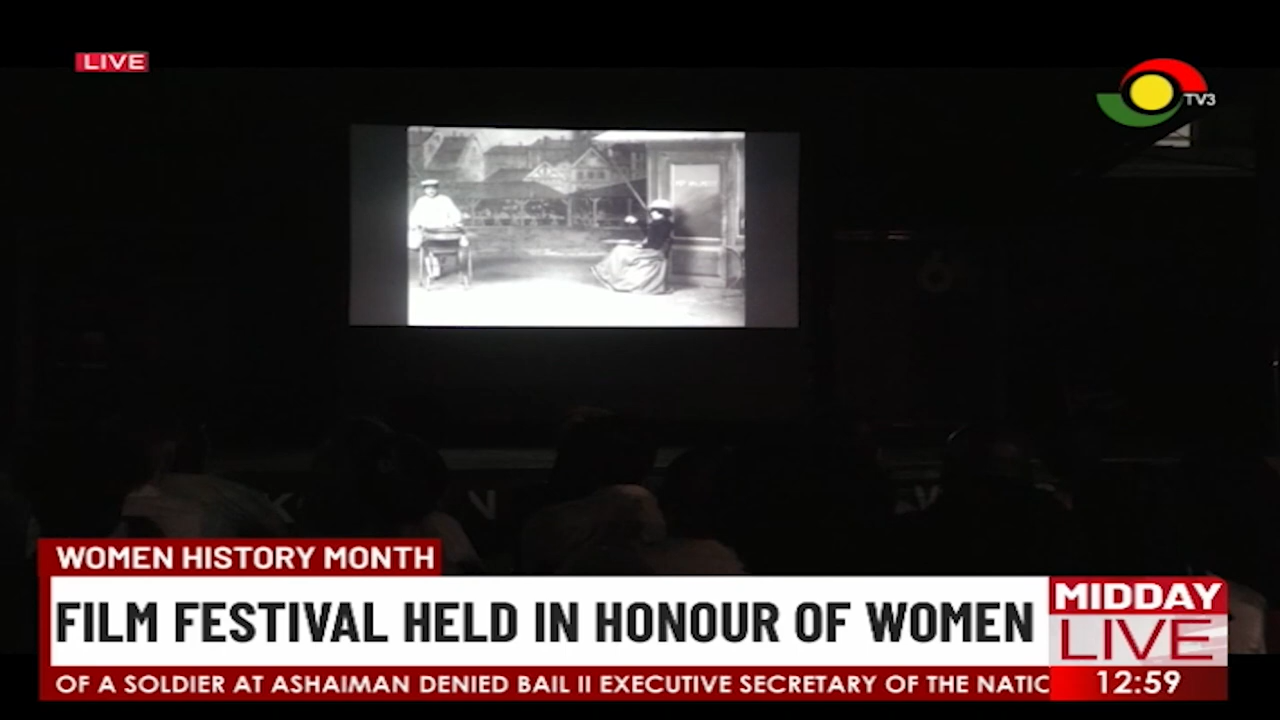 LIVE
TV3
WOMEN HISTORY MONTH
FILM FESTIVAL HELD IN HONOUR OF WOMEN
MIDDAY
LIVE
OF A SOLDIER AT ASHAIMAN DENIED BAIL II EXECUTIVE SECRETARY OF THE NATIC
12:59